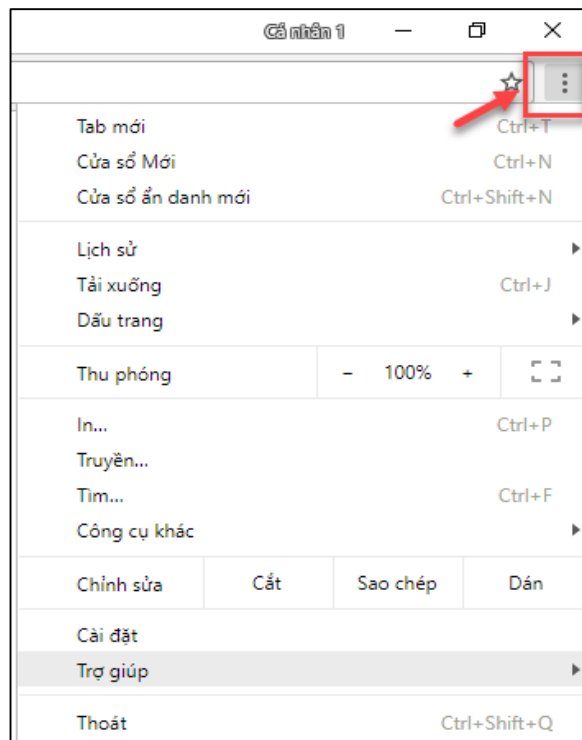 Cá nhân 1
Tab mới Ctrl+T
Cửa sổ Mới Ctrl+N
Cửa sổ ẩn danh mới Ctrl+Shift+N
Lịch sử
Tải xuống Ctrl+J
Dấu trang
Thu phóng − 100% +
In... Ctrl+P
Truyền...
Tìm... Ctrl+F
Công cụ khác
Chỉnh sửa Cắt Sao chép Dán
Cài đặt
Trợ giúp
Thoát Ctrl+Shift+Q